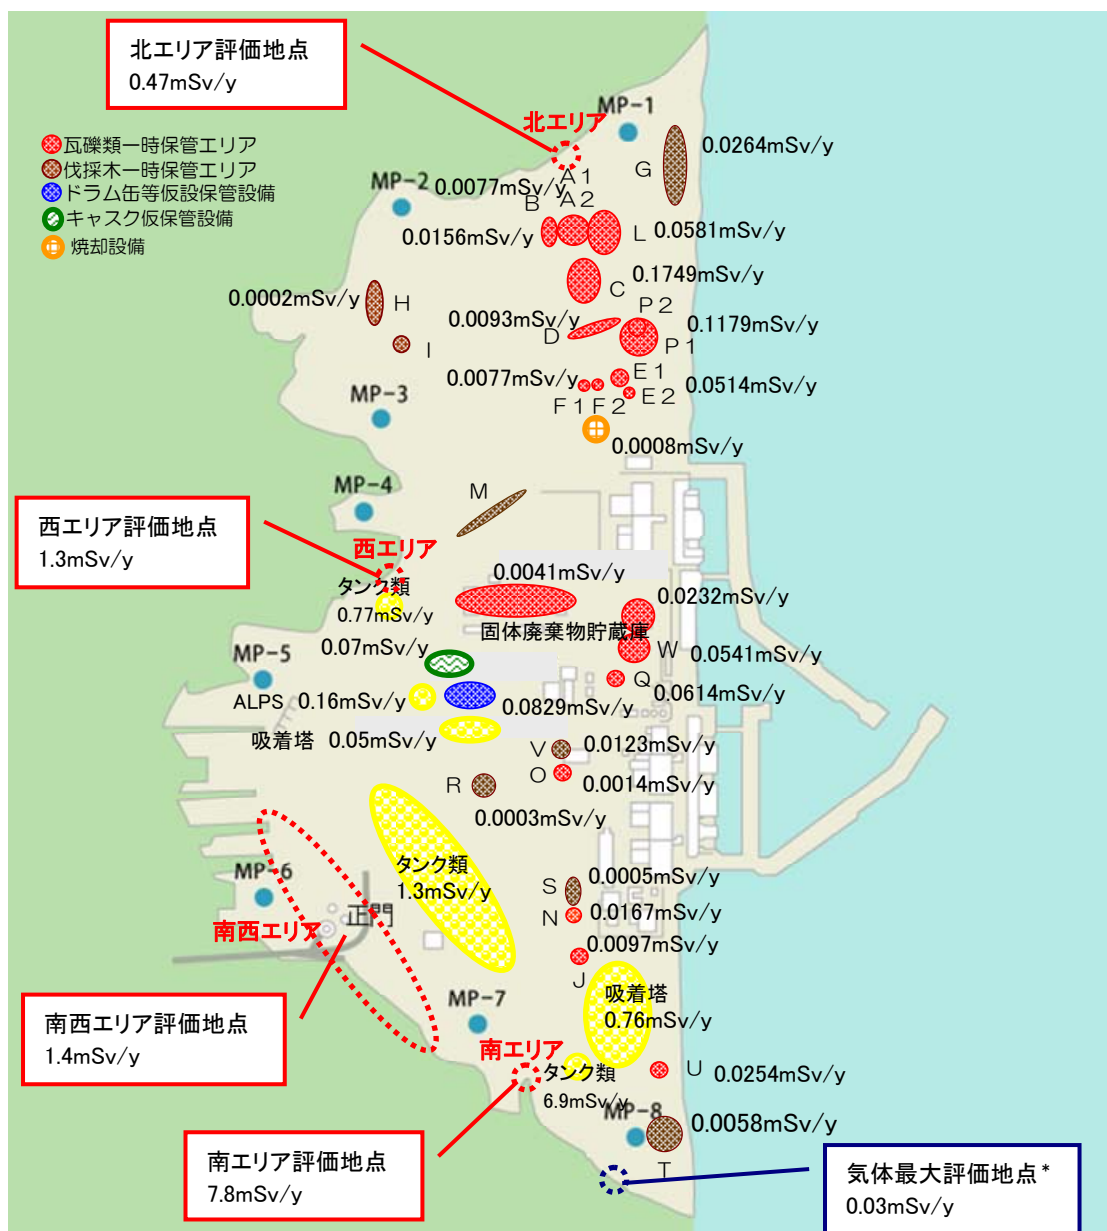 北エリア評価地点
0.47mSv/y
瓦礫類一時保管エリア
伐採木一時保管エリア
ドラム缶等仮設保管設備
キャスク仮保管設備
焼却設備
MP-1
北エリア
0.0264mSv/y
G
A1
MP-2
0.0077mSv/y
A2
B
0.0156mSv/y
L
0.0581mSv/y
0.1749mSv/y
C
0.0002mSv/y
H
P2
0.0093mSv/y
0.1179mSv/y
D
P1
I
0.0077mSv/y
E1
0.0514mSv/y
E2
MP-3
F1
F2
0.0008mSv/y
MP-4
M
西エリア評価地点
1.3mSv/y
西エリア
0.0041mSv/y
タンク類
0.77mSv/y
0.0232mSv/y
固体廃棄物貯蔵庫
0.07mSv/y
W
0.0541mSv/y
MP-5
Q
0.0614mSv/y
ALPS
0.16mSv/y
0.0829mSv/y
吸着塔
0.05mSv/y
V
0.0123mSv/y
O
0.0014mSv/y
R
0.0003mSv/y
タンク類
1.3mSv/y
MP-6
S
0.0005mSv/y
正門
N
0.0167mSv/y
南西エリア
0.0097mSv/y
J
吸着塔
0.76mSv/y
MP-7
南西エリア評価地点
1.4mSv/y
南エリア
タンク類
6.9mSv/y
U
0.0254mSv/y
MP-8
0.0058mSv/y
T
南エリア評価地点
7.8mSv/y
気体最大評価地点*
0.03mSv/y